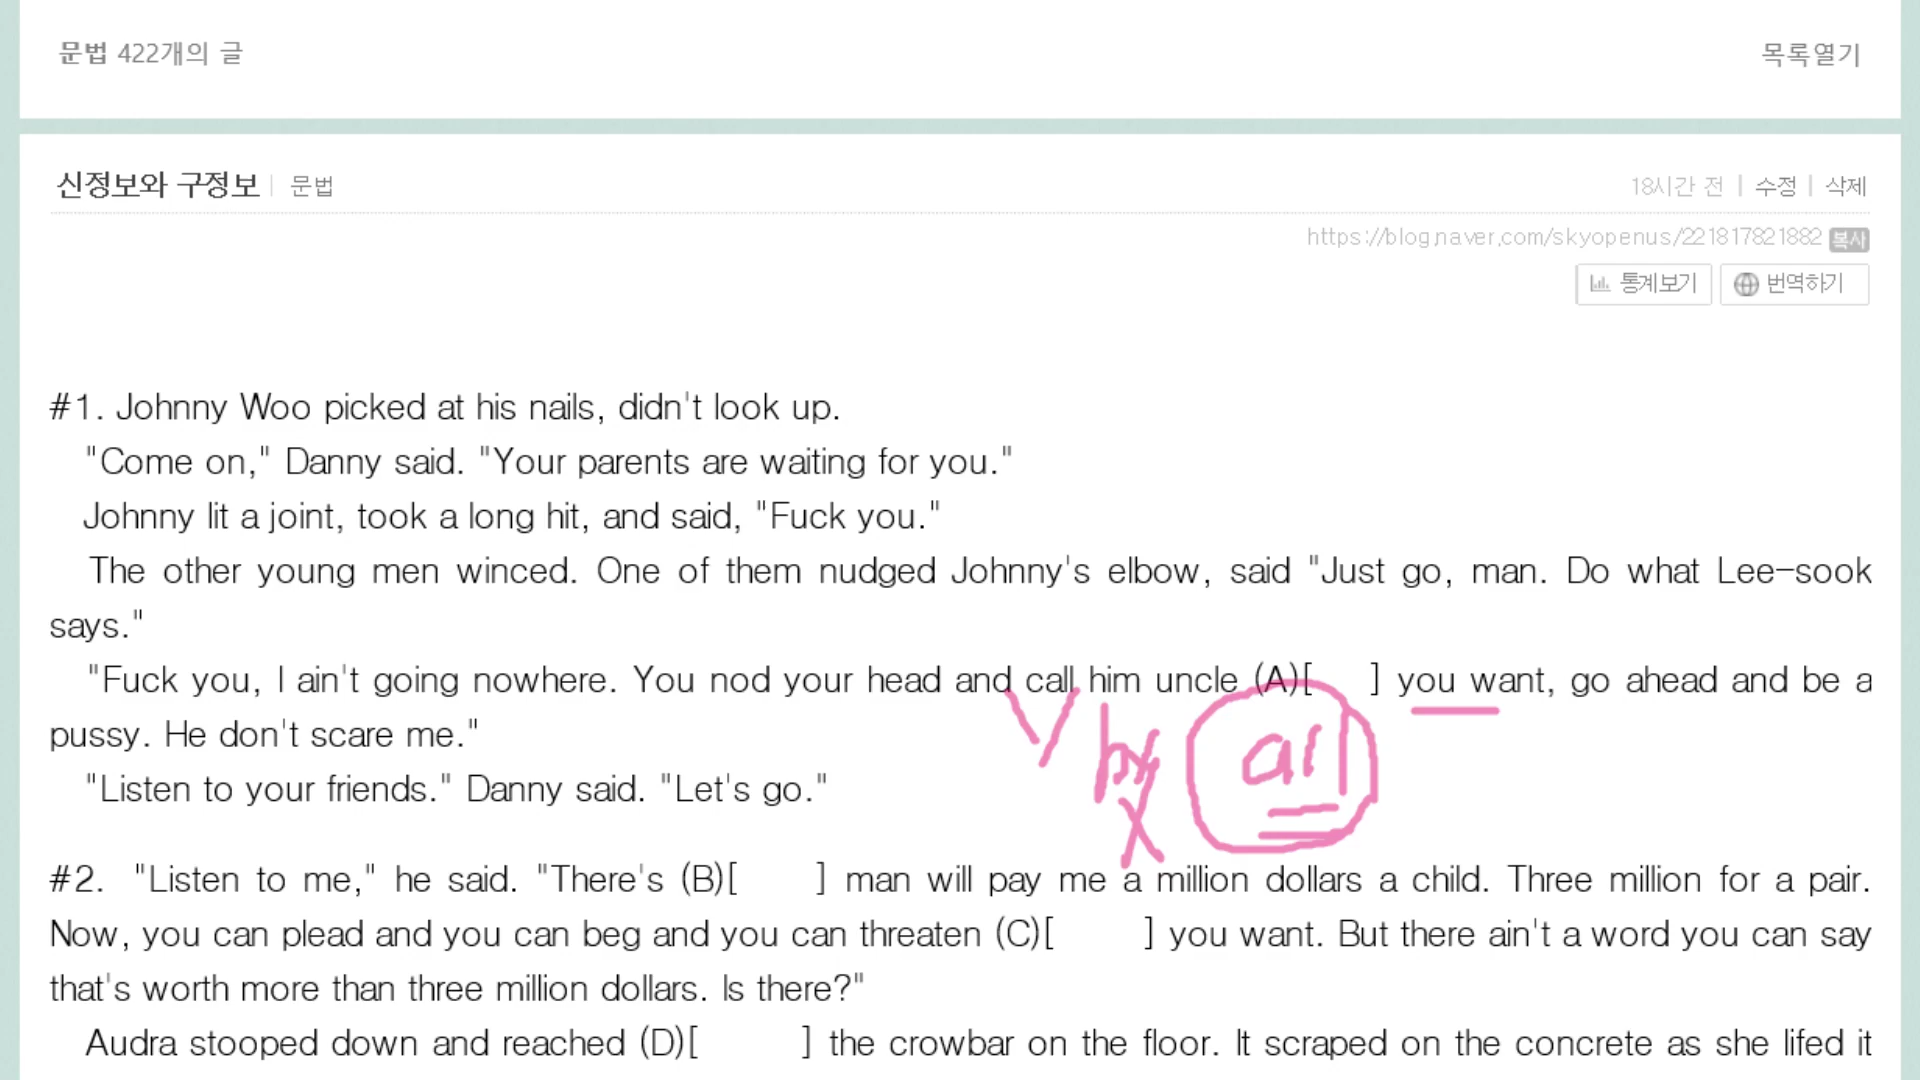 문법 422개의 글 목록열기
신정보와 구정보 | 문법 18시간 전 | 수정 | 삭제
https://blog.naver.com/skyopenus/221817821882 복사
통계보기 번역하기
#1. Johnny Woo picked at his nails, didn't look up.
"Come on," Danny said. "Your parents are waiting for you."
Johnny lit a joint, took a long hit, and said, "Fuck you."
The other young men winced. One of them nudged Johnny's elbow, said "Just go, man. Do what Lee-sook
says."
"Fuck you, I ain't going nowhere. You nod your head and call him uncle (A)[ ] you want, go ahead and be a
pussy. He don't scare me."
all
"Listen to your friends." Danny said. "Let's go."
#2. "Listen to me," he said. "There's (B)[ ] man will pay me a million dollars a child. Three million for a pair.
Now, you can plead and you can beg and you can threaten (C)[ ] you want. But there ain't a word you can say
that's worth more than three million dollars. Is there?"
Audra stooped down and reached (D)[ ] the crowbar on the floor. It scraped on the concrete as she lifed it